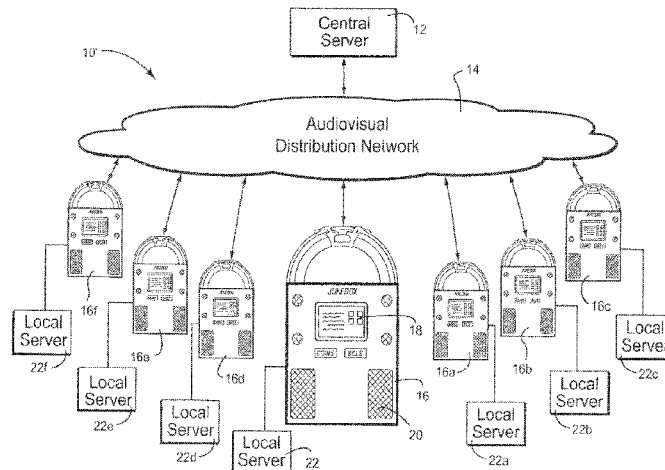 Central
Server
12
10'
14
Audiovisual
Distribution Network
JUKEBOX
18
COINS
BILLS
16f
16e
16d
16
16a
16b
16c
20
Local
Server
22f
Local
Server
22e
Local
Server
22d
Local
Server
22
Local
Server
22a
Local
Server
22b
Local
Server
22c